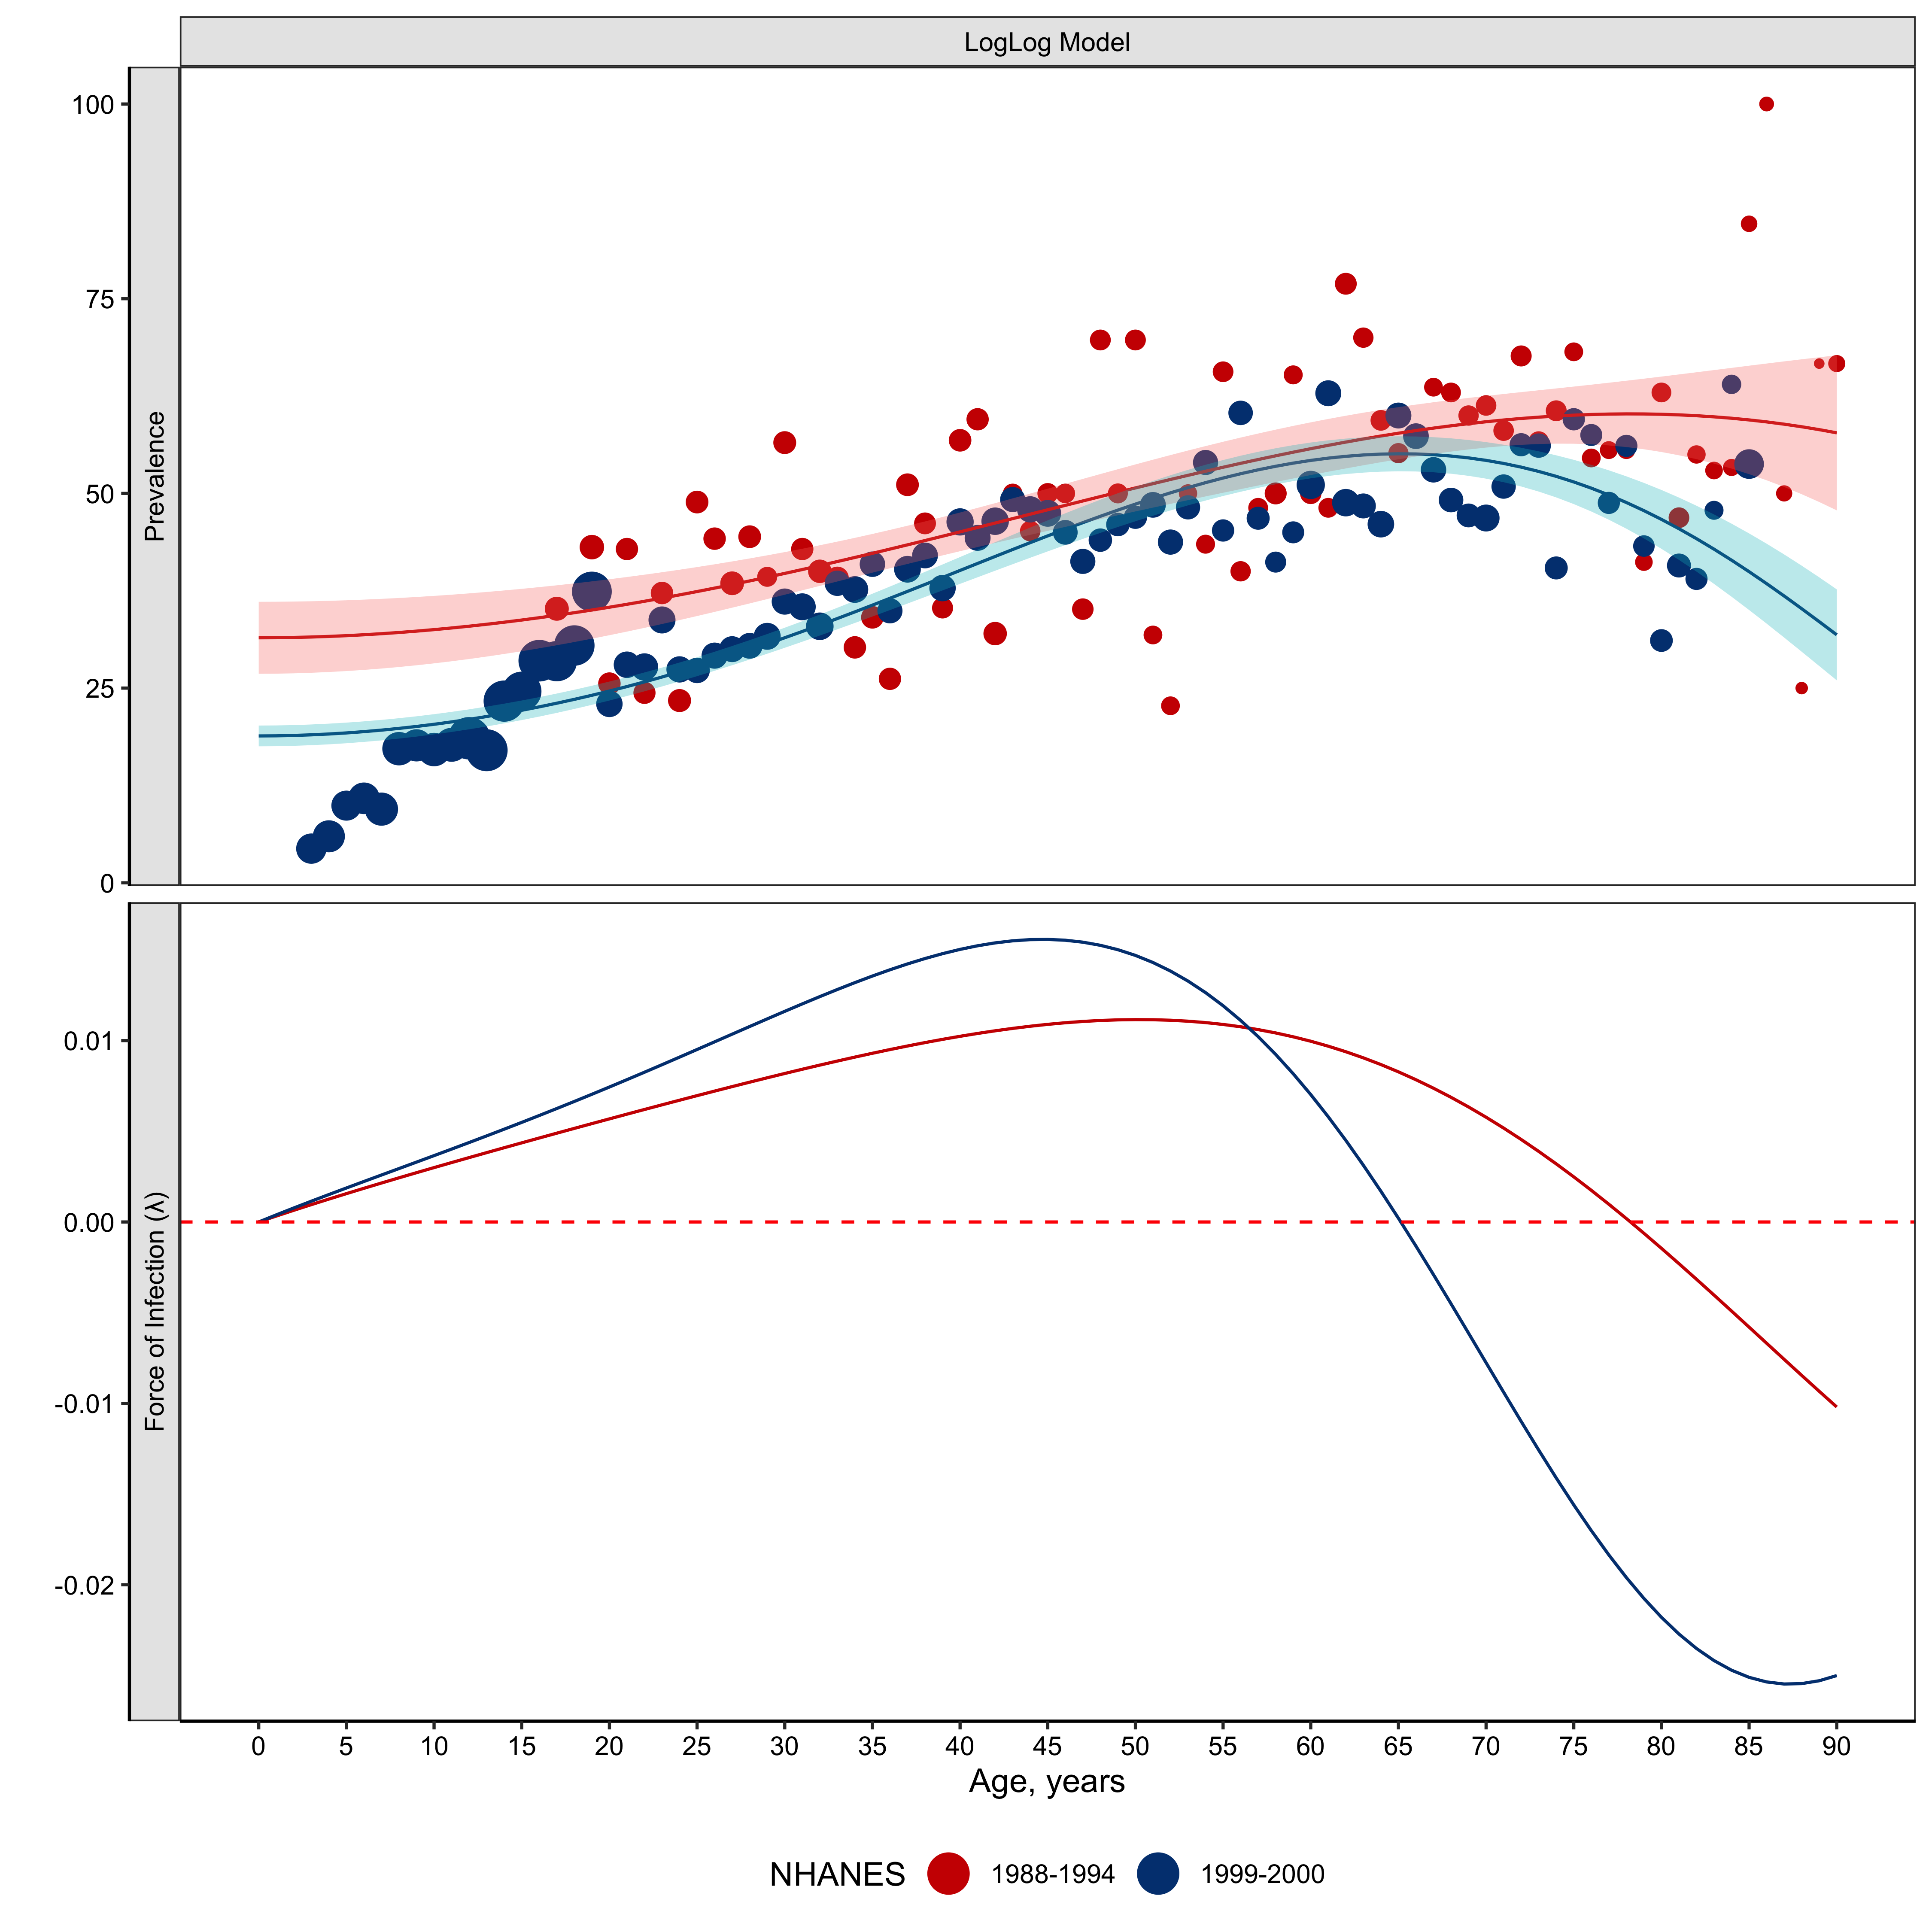 LogLog Model
Prevalence
100
75
50
25
0
Force of Infection (λ)
0.01
0.00
-0.01
-0.02
0 5 10 15 20 25 30 35 40 45 50 55 60 65 70 75 80 85 90
Age, years
NHANES 1988-1994 1999-2000